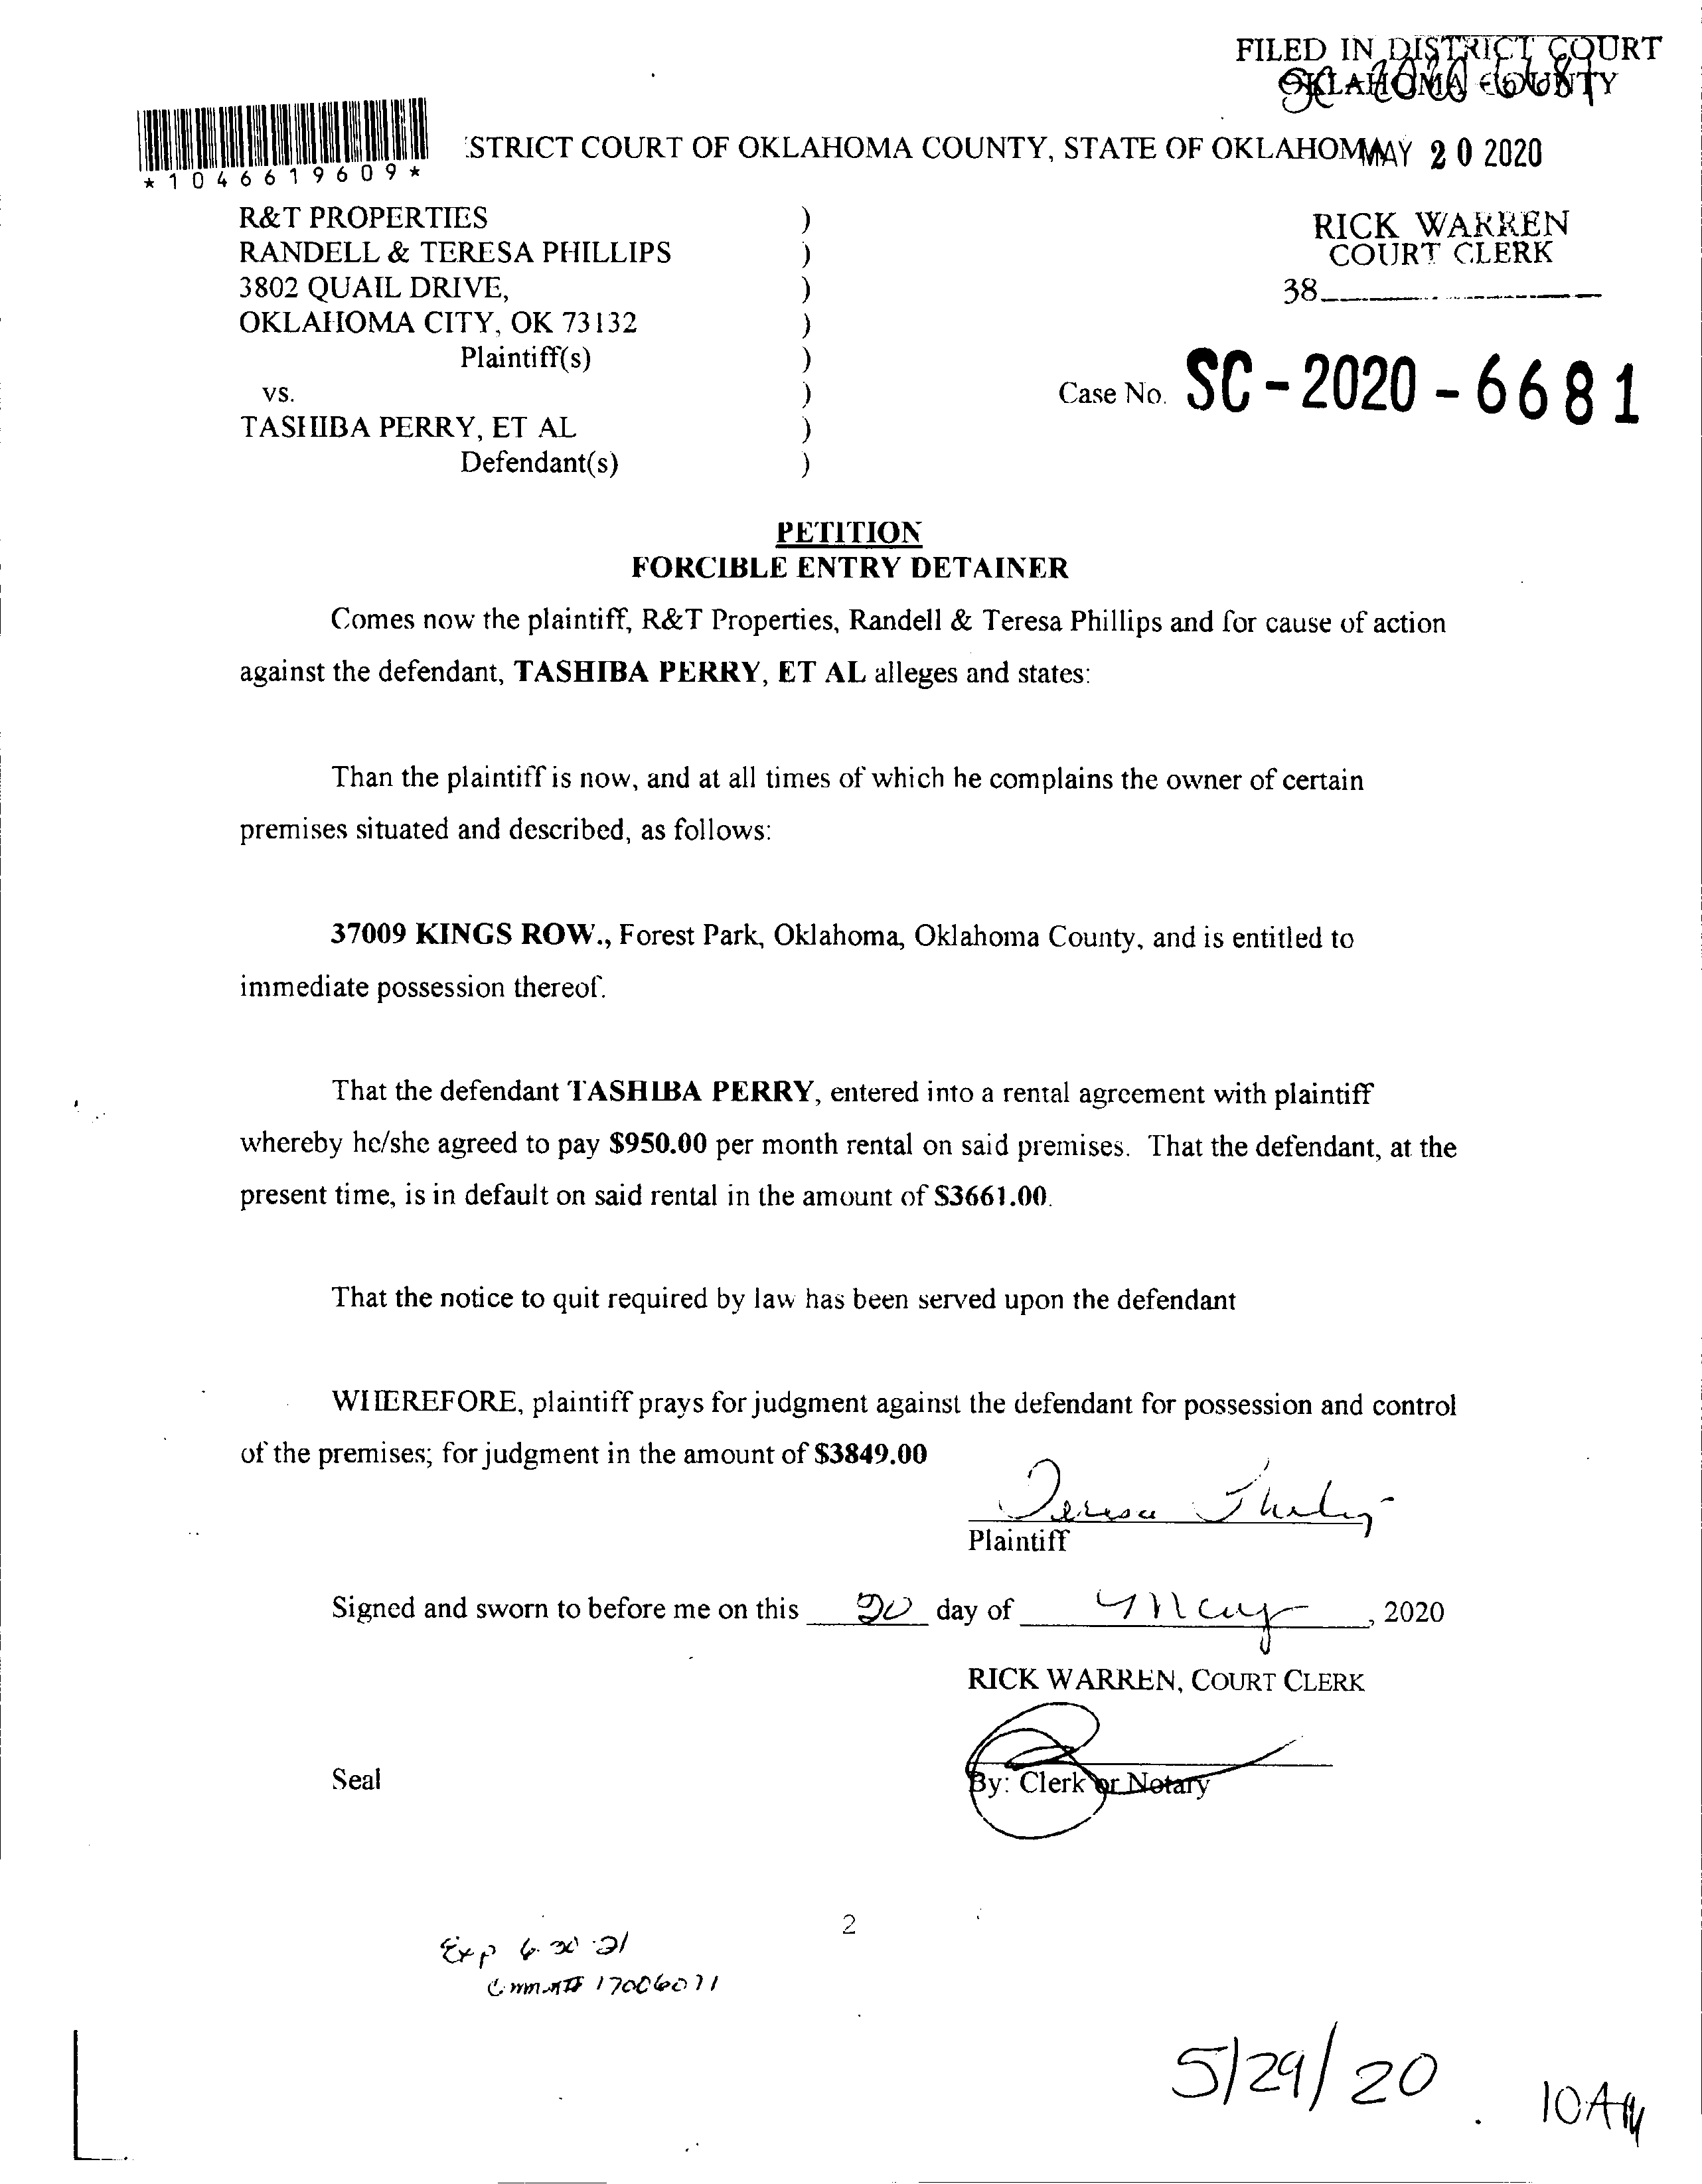 FILED IN DISTRICT COURT
OKLAHOMA COUNTY
SC 2020 6681
*1046619609*
STRICT COURT OF OKLAHOMA COUNTY, STATE OF OKLAHOMA
MAY 20 2020
R&T PROPERTIES )
RANDELL & TERESA PHILLIPS )
3802 QUAIL DRIVE, )
OKLAHOMA CITY, OK 73132 )
Plaintiff(s) )
vs. )
TASHIBA PERRY, ET AL )
Defendant(s) )
RICK WARREN
COURT CLERK
38
Case No. SC-2020-6681
PETITION
FORCIBLE ENTRY DETAINER
Comes now the plaintiff, R&T Properties, Randell & Teresa Phillips and for cause of action
against the defendant, TASHIBA PERRY, ET AL alleges and states:
Than the plaintiff is now, and at all times of which he complains the owner of certain
premises situated and described, as follows:
37009 KINGS ROW., Forest Park, Oklahoma, Oklahoma County, and is entitled to
immediate possession thereof.
That the defendant TASHIBA PERRY, entered into a rental agreement with plaintiff
whereby he/she agreed to pay $950.00 per month rental on said premises. That the defendant, at the
present time, is in default on said rental in the amount of $3661.00.
That the notice to quit required by law has been served upon the defendant
WHEREFORE, plaintiff prays for judgment against the defendant for possession and control
of the premises; for judgment in the amount of $3849.00
Teresa
Plaintiff
Signed and sworn to before me on this 20 day of May, 2020
RICK WARREN, COURT CLERK
Seal
By: Clerk or Notary
2
Exp 6.30.21
Comm# 17006071
5/29/20
10AM